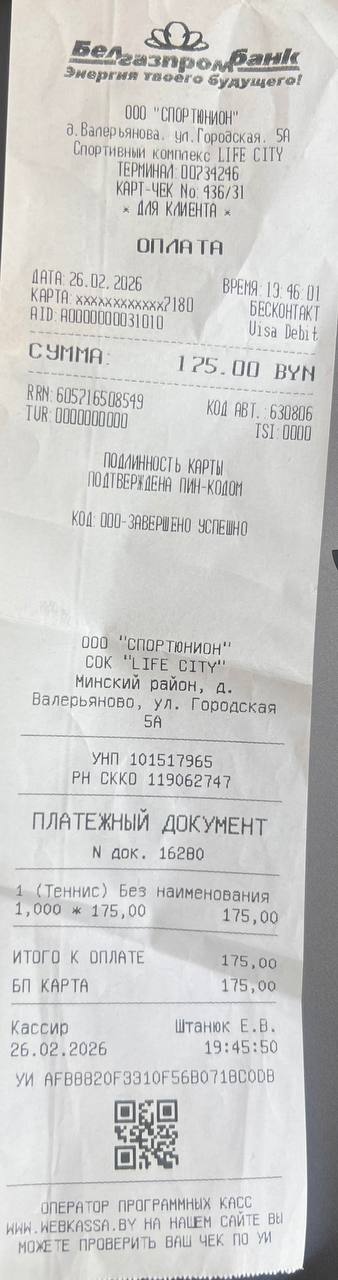 Белгазпромбанк
Энергия твоего будущего!
ООО "СПОРТЮНИОН"
д.Валерьянова. ул.Городская. 5А
Спортивный комплекс LIFE CITY
ТЕРМИНАЛ:00734246
КАРТ-ЧЕК No: 436/31
* ДЛЯ КЛИЕНТА *
ОПЛАТА
ДАТА: 26.02.2026 ВРЕМЯ: 19:46:01
КАРТА: xxxxxxxxxxxx7180 БЕСКОНТАКТ
AID: A0000000031010 Visa Debit
СУММА: 175.00 BYN
RRN: 605716508549 КОД АВТ.: 630806
TVR: 0000000000 TSI: 0000
ПОДЛИННОСТЬ КАРТЫ
ПОДТВЕРЖДЕНА ПИН-КОДОМ
КОД: 000-ЗАВЕРШЕНО УСПЕШНО
ООО "СПОРТЮНИОН"
СОК "LIFE CITY"
Минский район, д.
Валерьяново, ул. Городская
5А
УНП 101517965
РН СККО 119062747
ПЛАТЕЖНЫЙ ДОКУМЕНТ
N док. 16280
1 (Теннис) Без наименования
1,000 * 175,00 175,00
ИТОГО К ОПЛАТЕ 175,00
БП КАРТА 175,00
Кассир Штанюк Е.В.
26.02.2026 19:45:50
УИ AFBBB20F3310F56B071BC0DB
ОПЕРАТОР ПРОГРАММНЫХ КАСС
WWW.WEBKASSA.BY НА НАШЕМ САЙТЕ ВЫ
МОЖЕТЕ ПРОВЕРИТЬ ВАШ ЧЕК ПО УИ